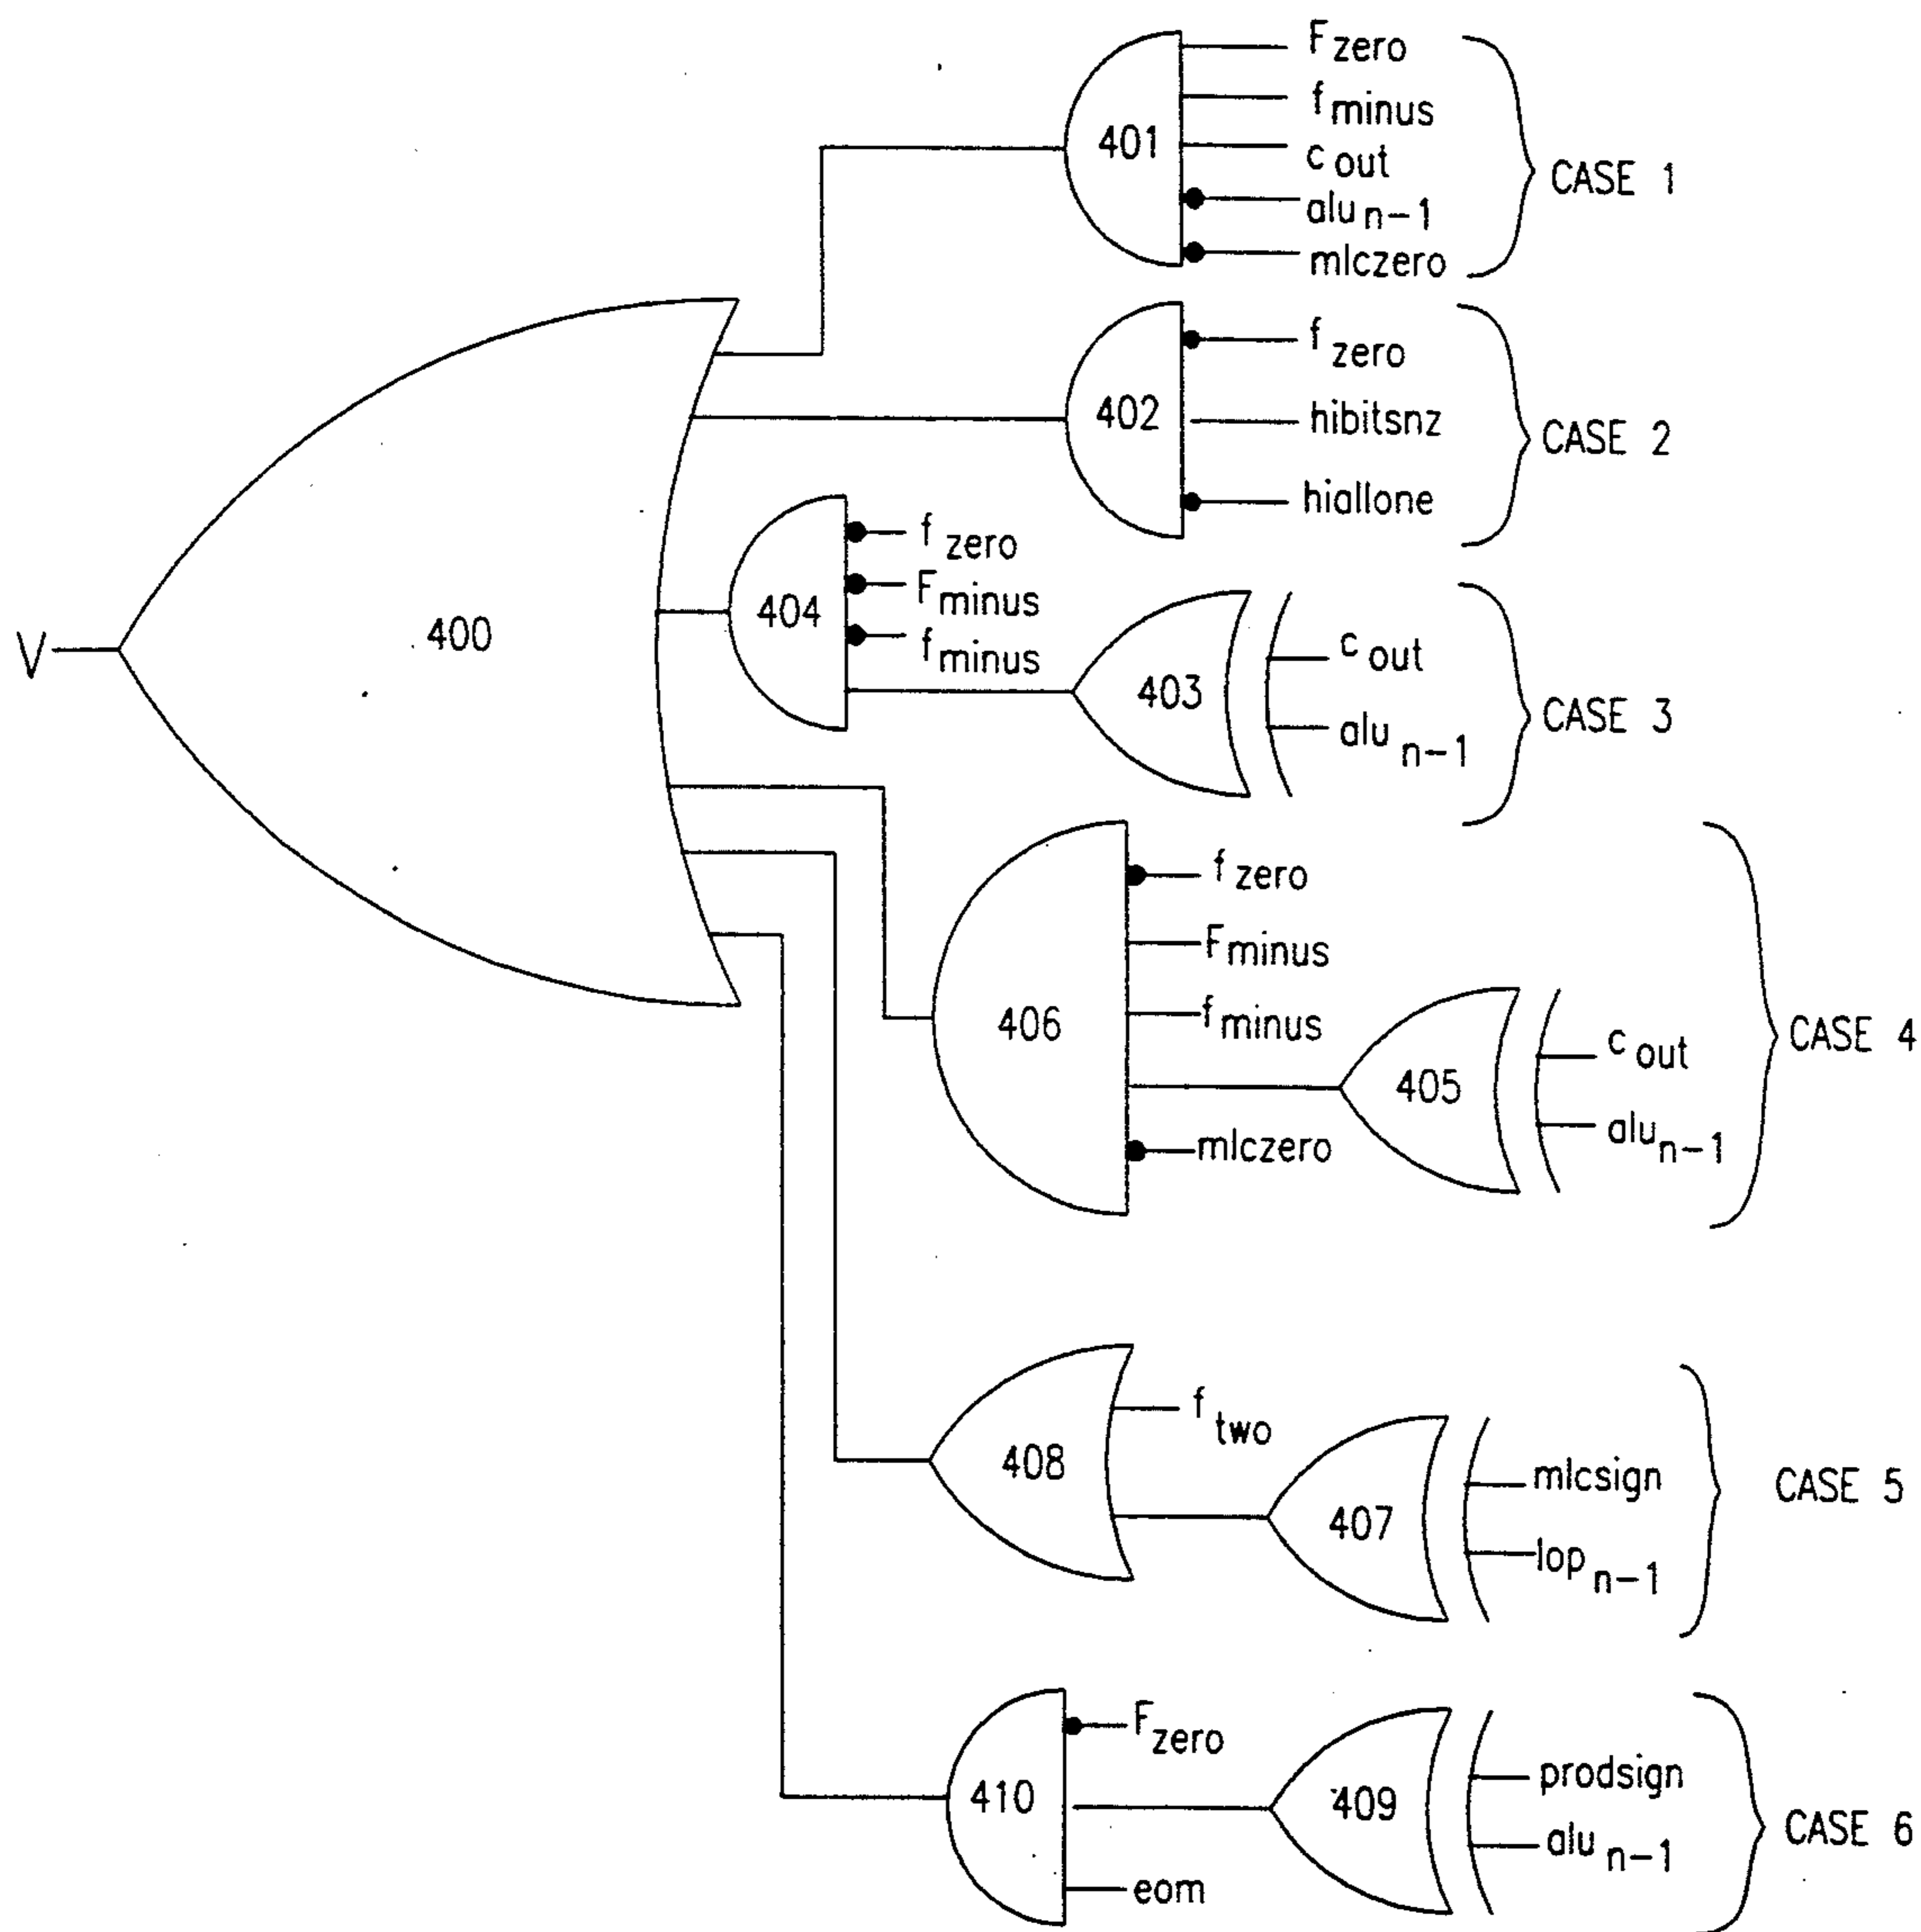 F zero
f minus
401
c out
CASE 1
alu n-1
mlczero
f zero
402
hibitsnz
CASE 2
hiallone
V
400
404
f zero
F minus
f minus
403
c out
alu n-1
CASE 3
406
f zero
F minus
f minus
mlczero
405
c out
alu n-1
CASE 4
408
f two
407
mlcsign
lop n-1
CASE 5
410
F zero
eom
409
prodsign
alu n-1
CASE 6